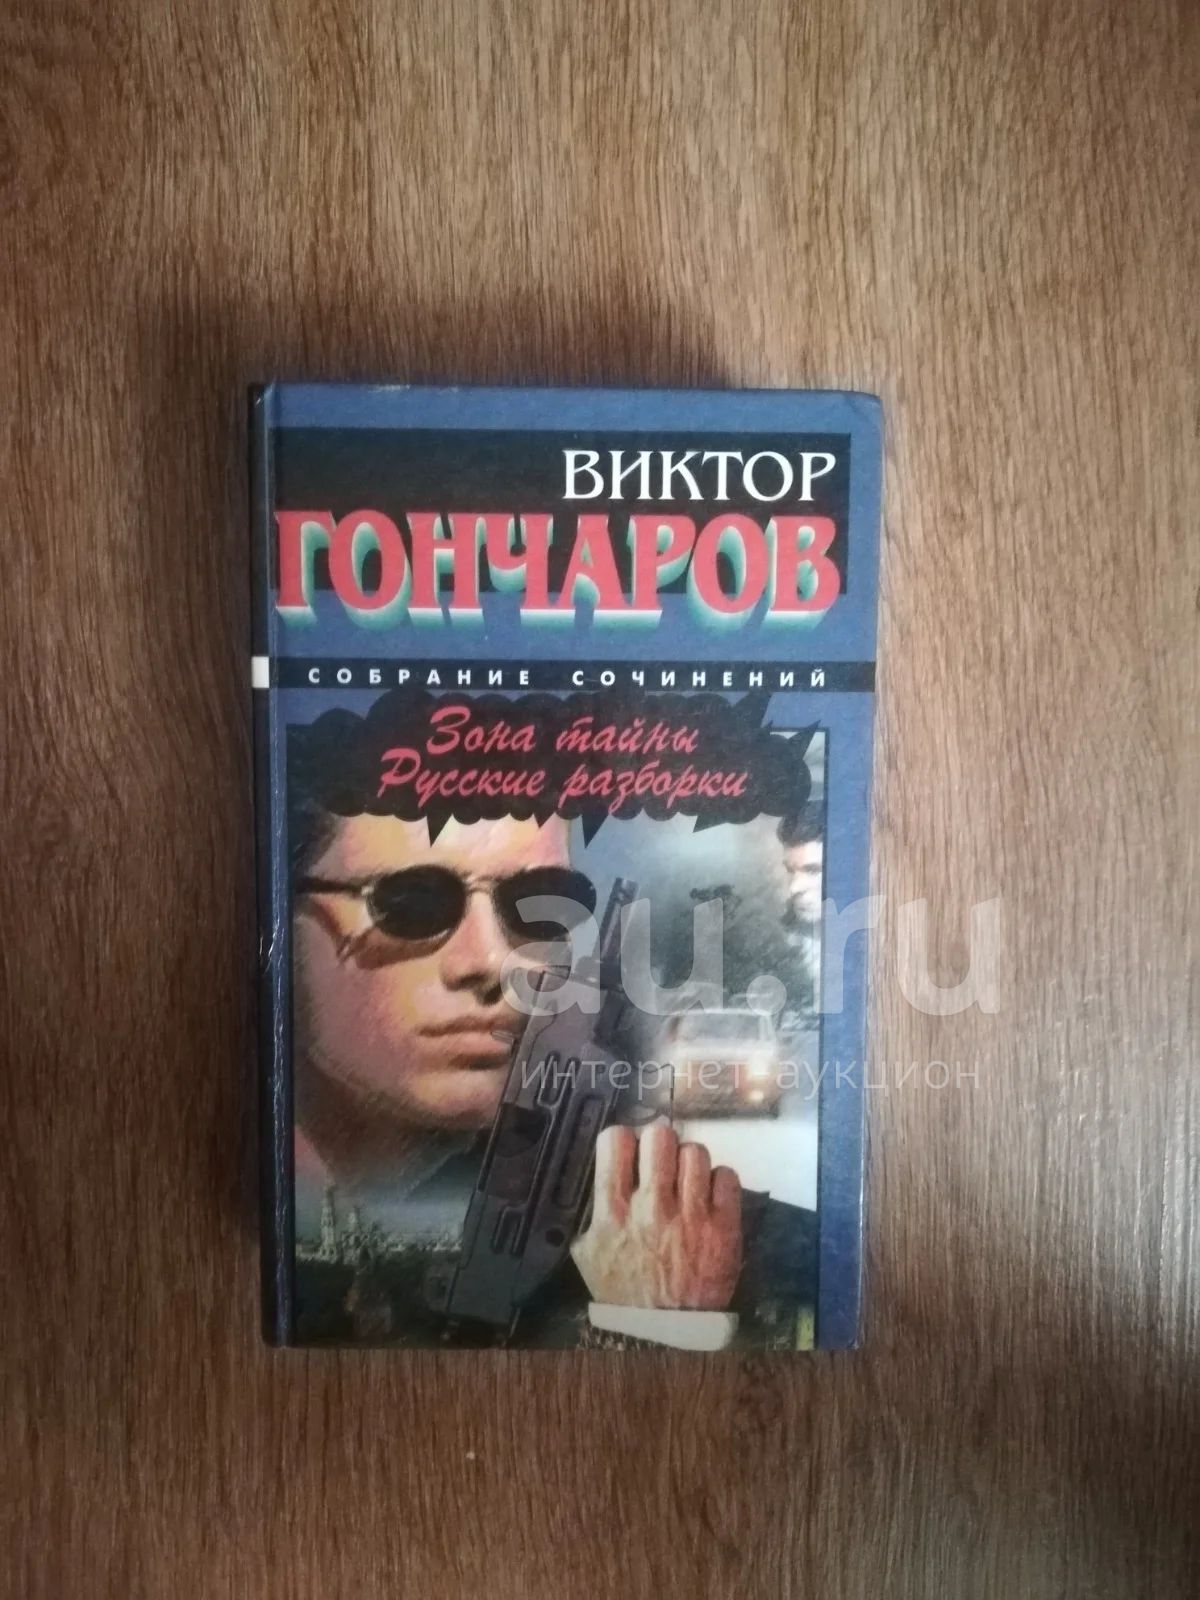 ВИКТОР
ГОНЧАРОВ
СОБРАНИЕ СОЧИНЕНИЙ
Зона тайны
Русские разборки
au.ru
интернет-аукцион